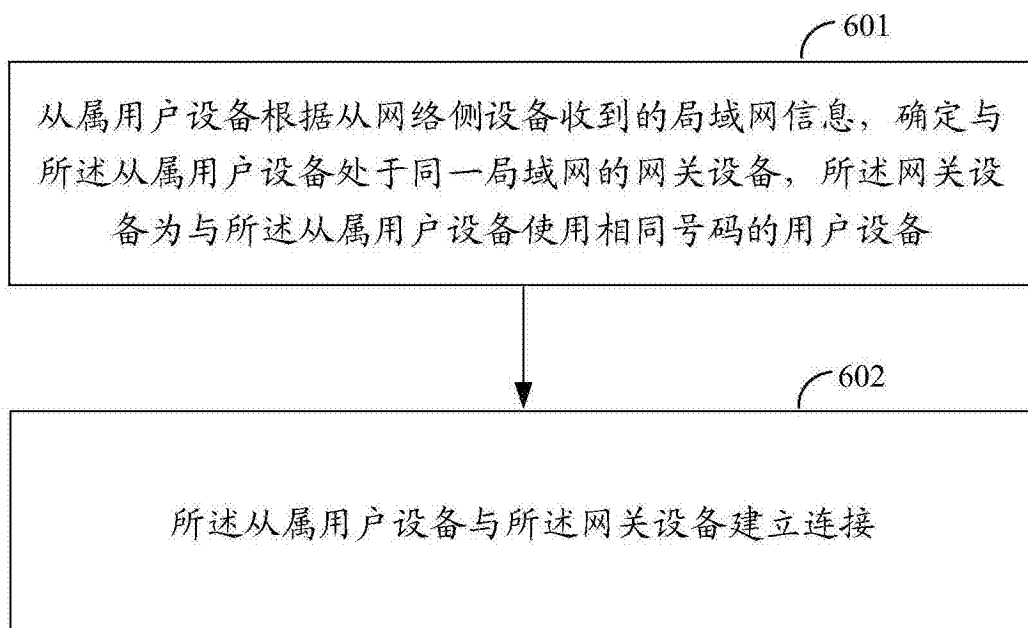 601
从属用户设备根据从网络侧设备收到的局域网信息，确定与
所述从属用户设备处于同一局域网的网关设备，所述网关设
备为与所述从属用户设备使用相同号码的用户设备
602
所述从属用户设备与所述网关设备建立连接